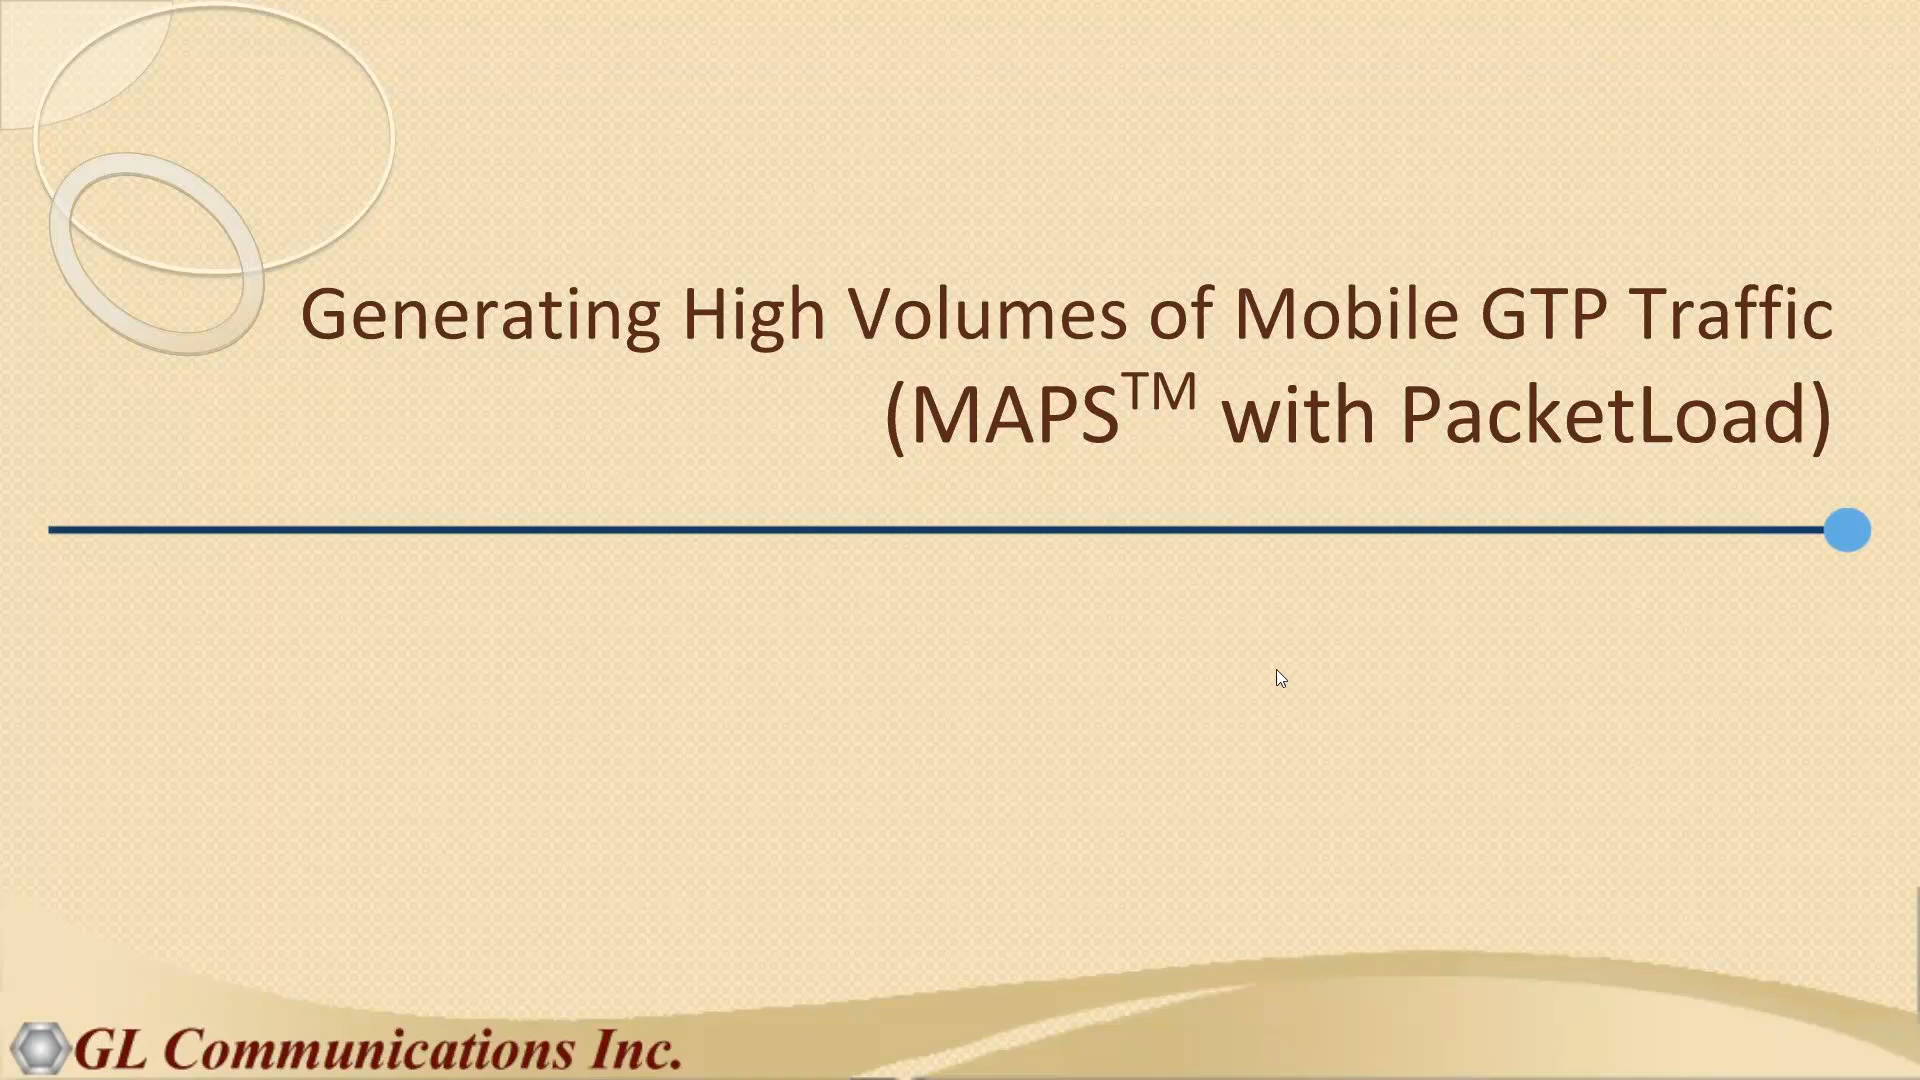 Generating High Volumes of Mobile GTP Traffic
(MAPS™ with PacketLoad)
GL Communications Inc.